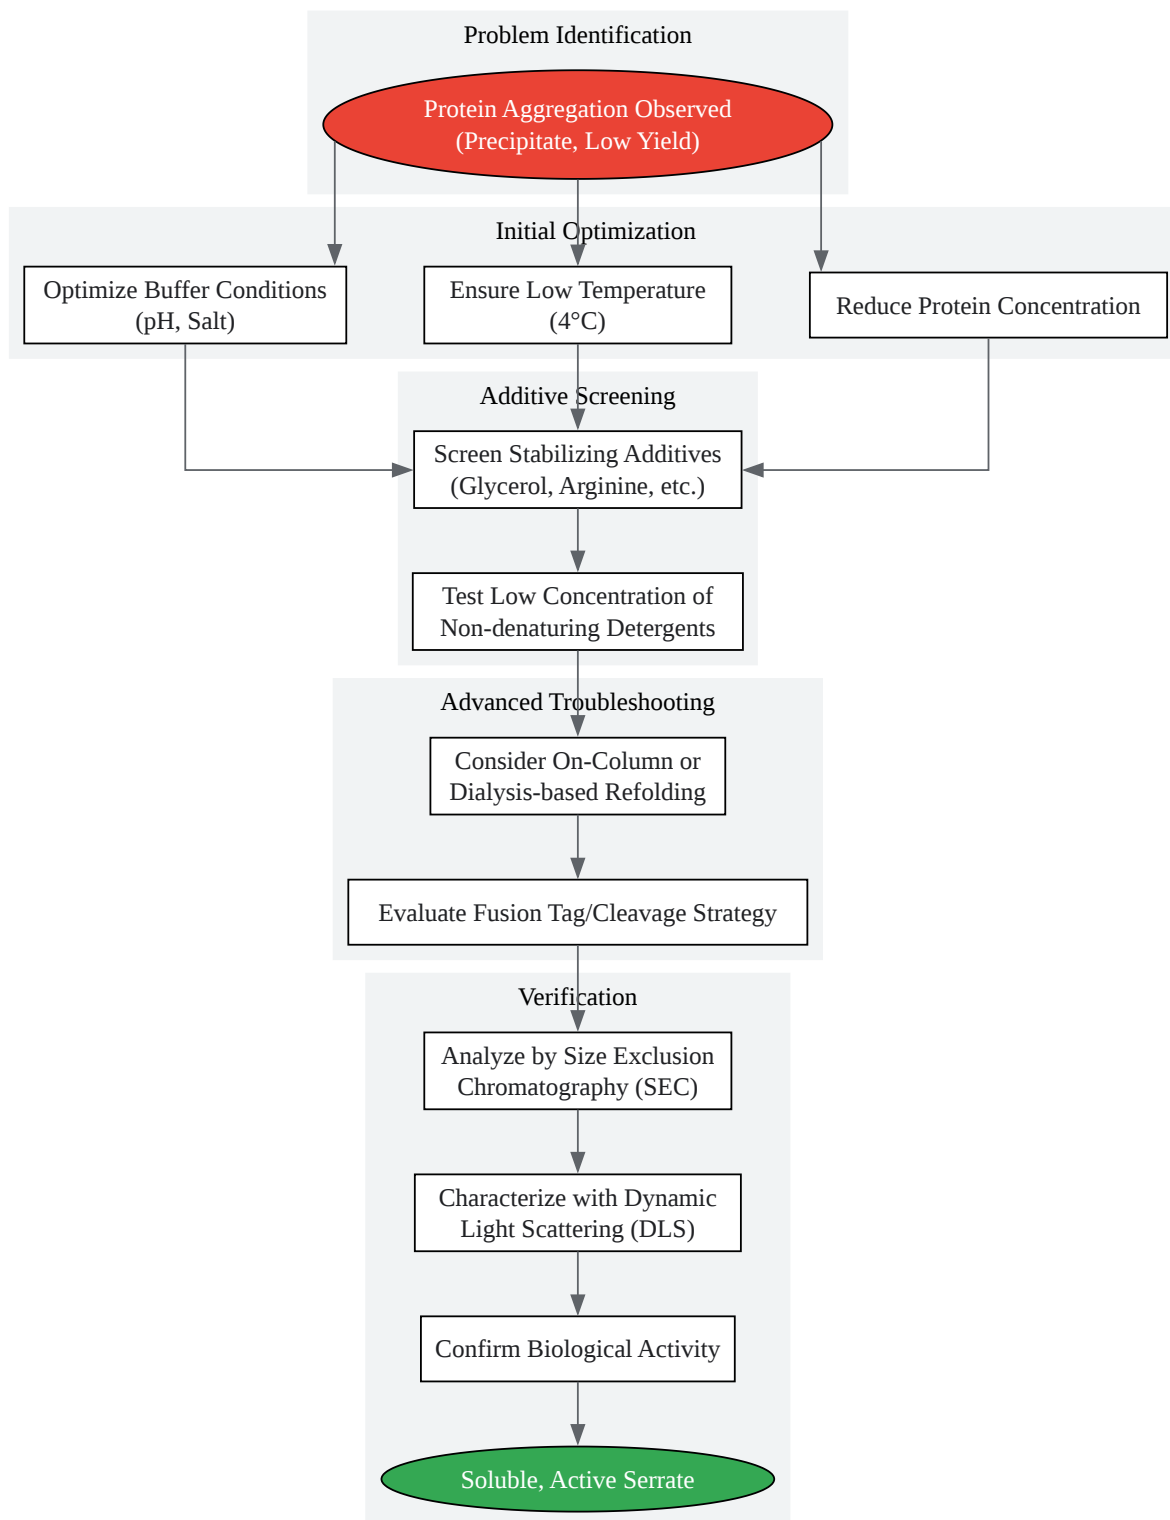 Problem Identification
Protein Aggregation Observed
(Precipitate, Low Yield)
Initial Optimization
Optimize Buffer Conditions
(pH, Salt)
Ensure Low Temperature
(4°C)
Reduce Protein Concentration
Additive Screening
Screen Stabilizing Additives
(Glycerol, Arginine, etc.)
Test Low Concentration of
Non-denaturing Detergents
Advanced Troubleshooting
Consider On-Column or
Dialysis-based Refolding
Evaluate Fusion Tag/Cleavage Strategy
Verification
Analyze by Size Exclusion
Chromatography (SEC)
Characterize with Dynamic
Light Scattering (DLS)
Confirm Biological Activity
Soluble, Active Serrate